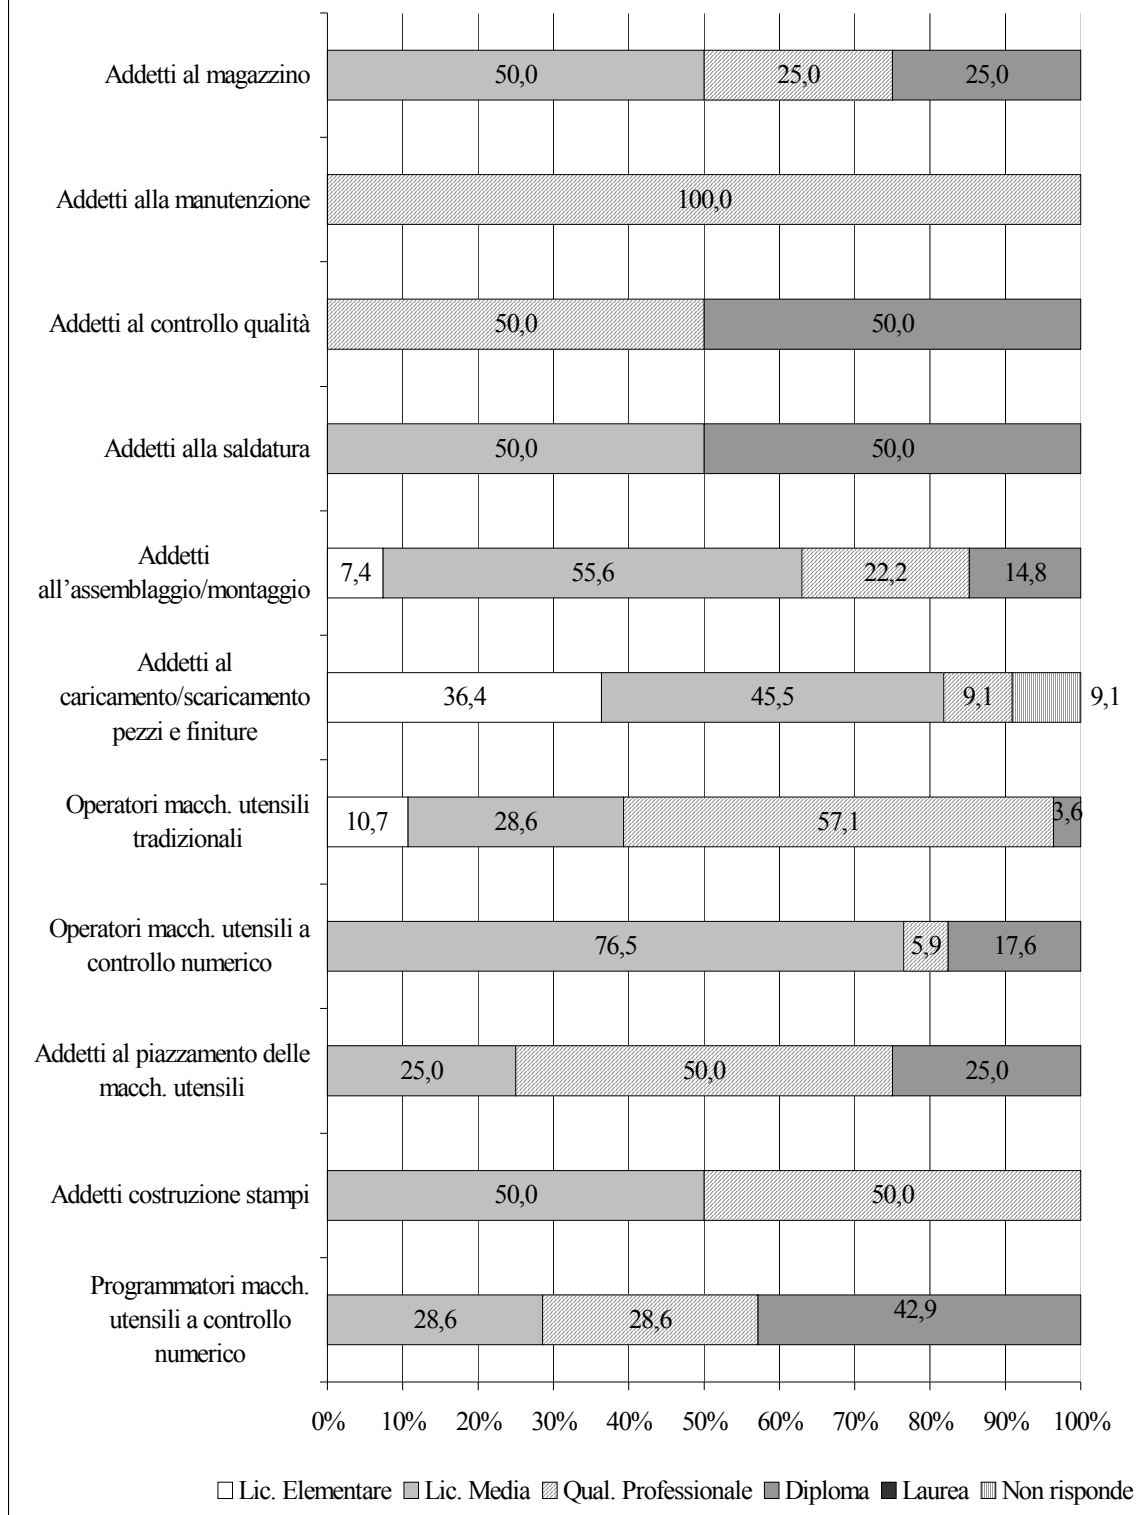 Addetti al magazzino
50,0 25,0 25,0
Addetti alla manutenzione
100,0
Addetti al controllo qualità
50,0 50,0
Addetti alla saldatura
50,0 50,0
Addetti
all'assemblaggio/montaggio
7,4 55,6 22,2 14,8
Addetti al
caricamento/scaricamento
pezzi e finiture
36,4 45,5 9,1 9,1
Operatori macch. utensili
tradizionali
10,7 28,6 57,1 3,6
Operatori macch. utensili a
controllo numerico
76,5 5,9 17,6
Addetti al piazzamento delle
macch. utensili
25,0 50,0 25,0
Addetti costruzione stampi
50,0 50,0
Programmatori macch.
utensili a controllo
numerico
28,6 28,6 42,9
0% 10% 20% 30% 40% 50% 60% 70% 80% 90% 100%
Lic. Elementare Lic. Media Qual. Professionale Diploma Laurea Non risponde